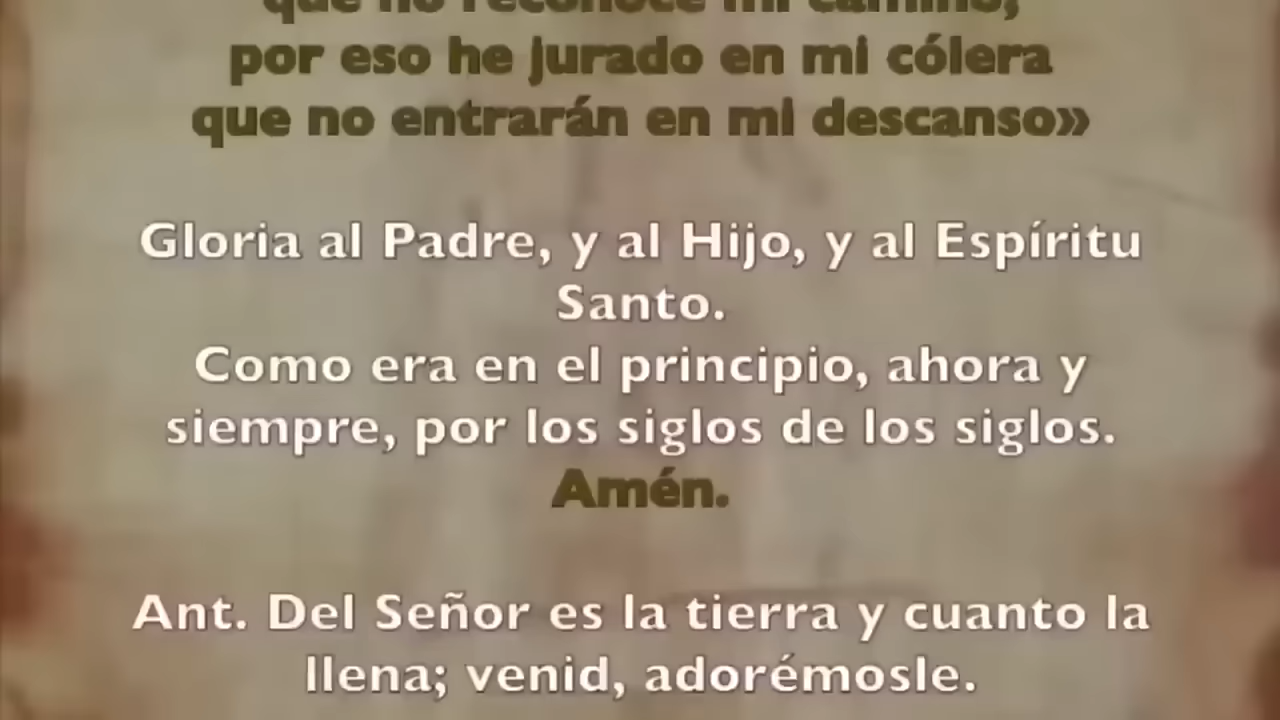 que no reconoce mi camino,
por eso he jurado en mi cólera
que no entrarán en mi descanso»
Gloria al Padre, y al Hijo, y al Espíritu
Santo.
Como era en el principio, ahora y
siempre, por los siglos de los siglos.
Amén.
Ant. Del Señor es la tierra y cuanto la
llena; venid, adorémosle.